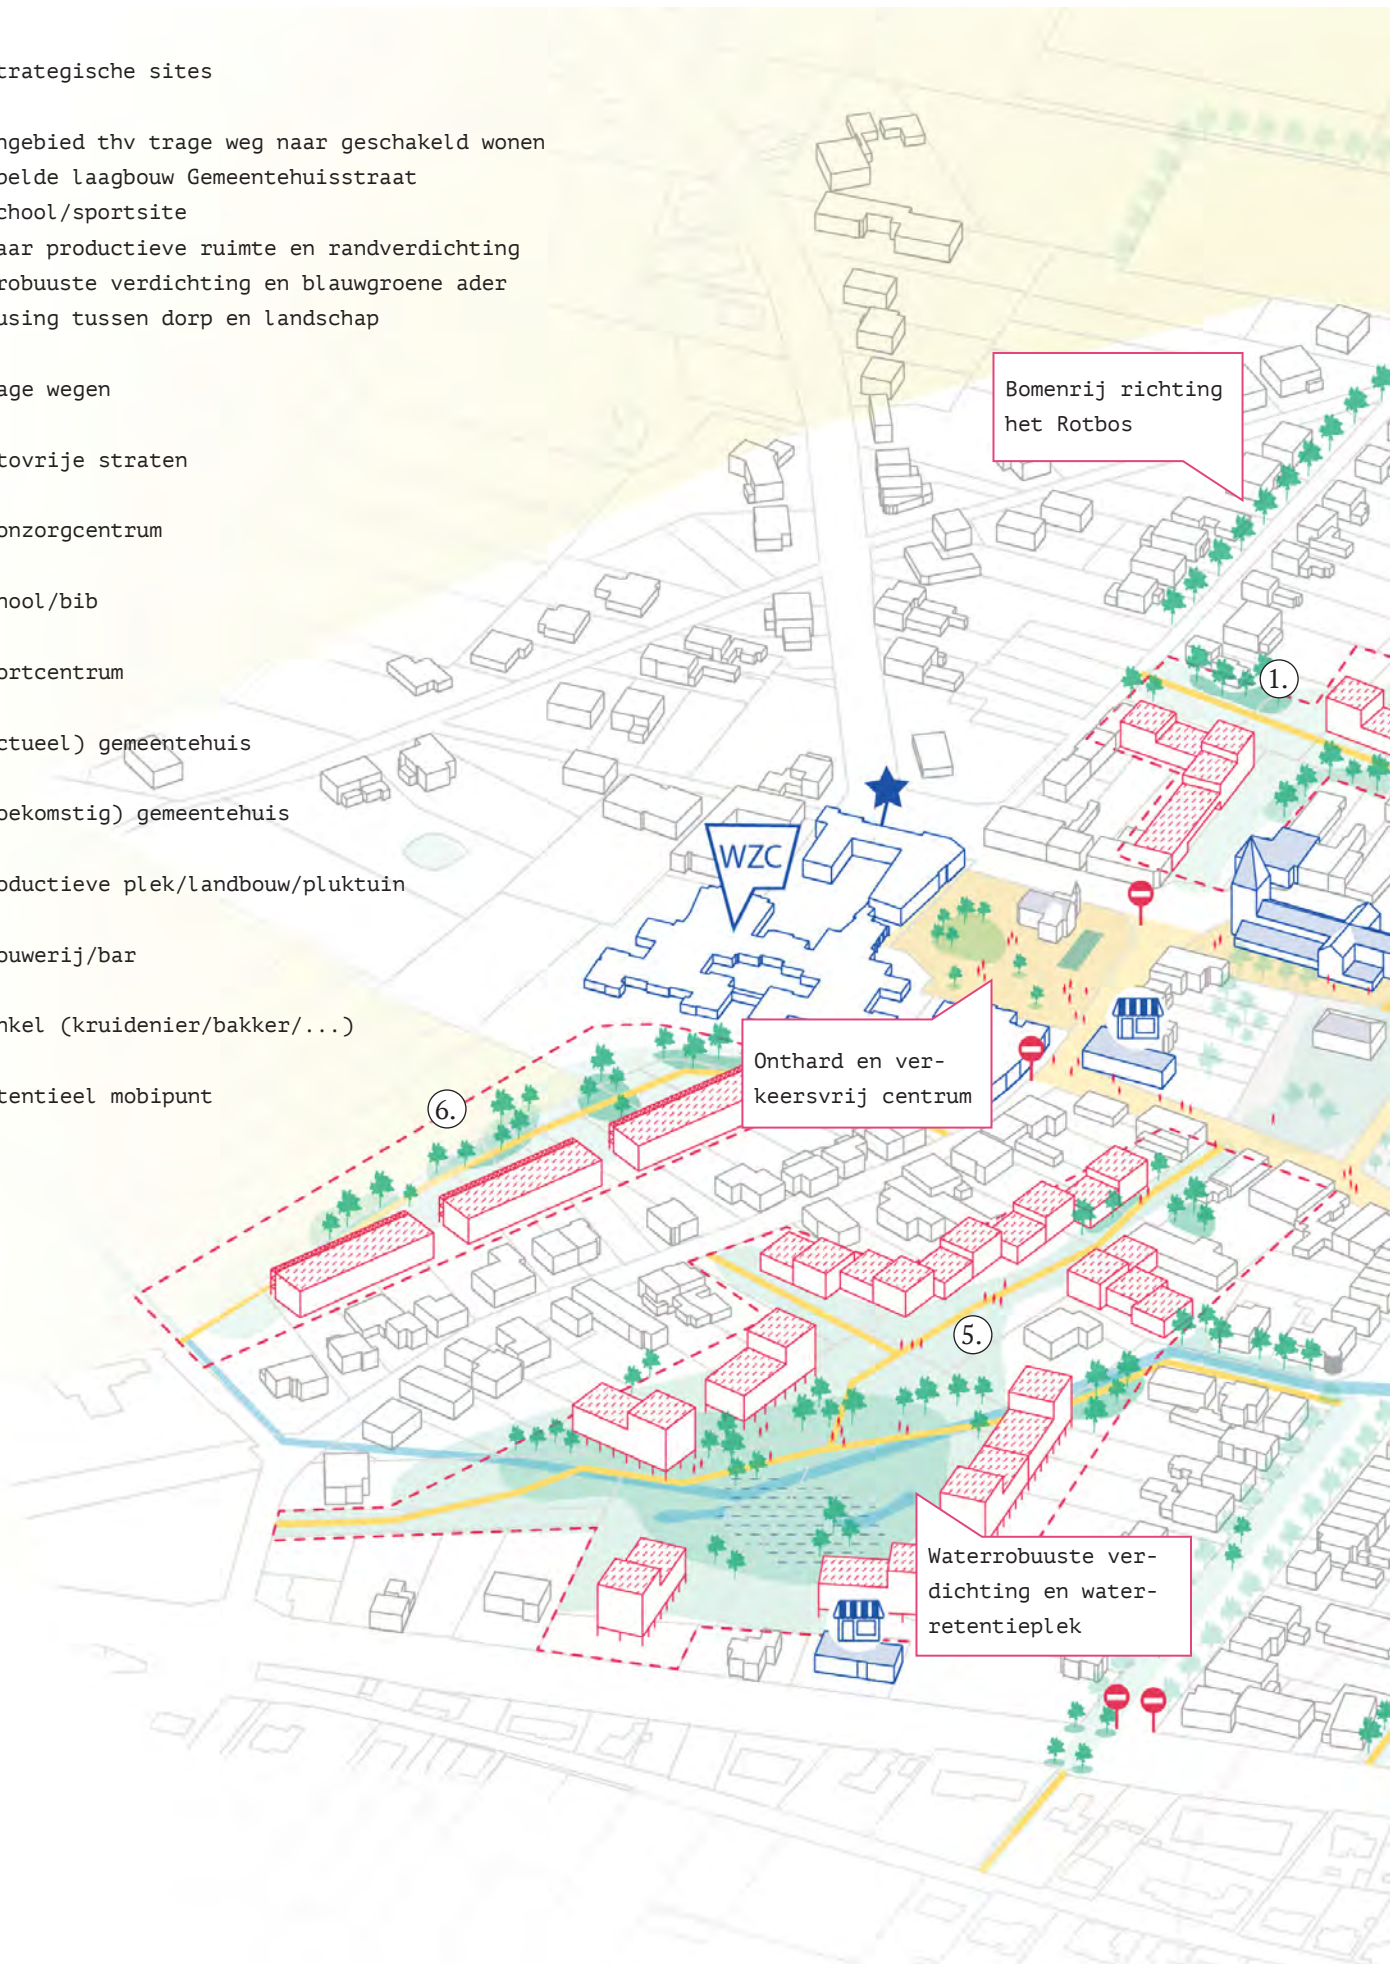 trategische sites
ngebied thv trage weg naar geschakeld wonen
pelde laagbouw Gemeentehuisstraat
chool/sportsite
aar productieve ruimte en randverdichting
robuuste verdichting en blauwgroene ader
using tussen dorp en landschap
age wegen
tovrije straten
onzorgcentrum
hool/bib
ortcentrum
ctueel) gemeentehuis
oekomstig) gemeentehuis
oductieve plek/landbouw/pluktuin
ouwerij/bar
nkel (kruidenier/bakker/...)
tentieel mobipunt
Bomenrij richting
het Rotbos
1.
WZC
Onthard en ver-
keersvrij centrum
6.
5.
Waterrobuuste ver-
dichting en water-
retentieplek